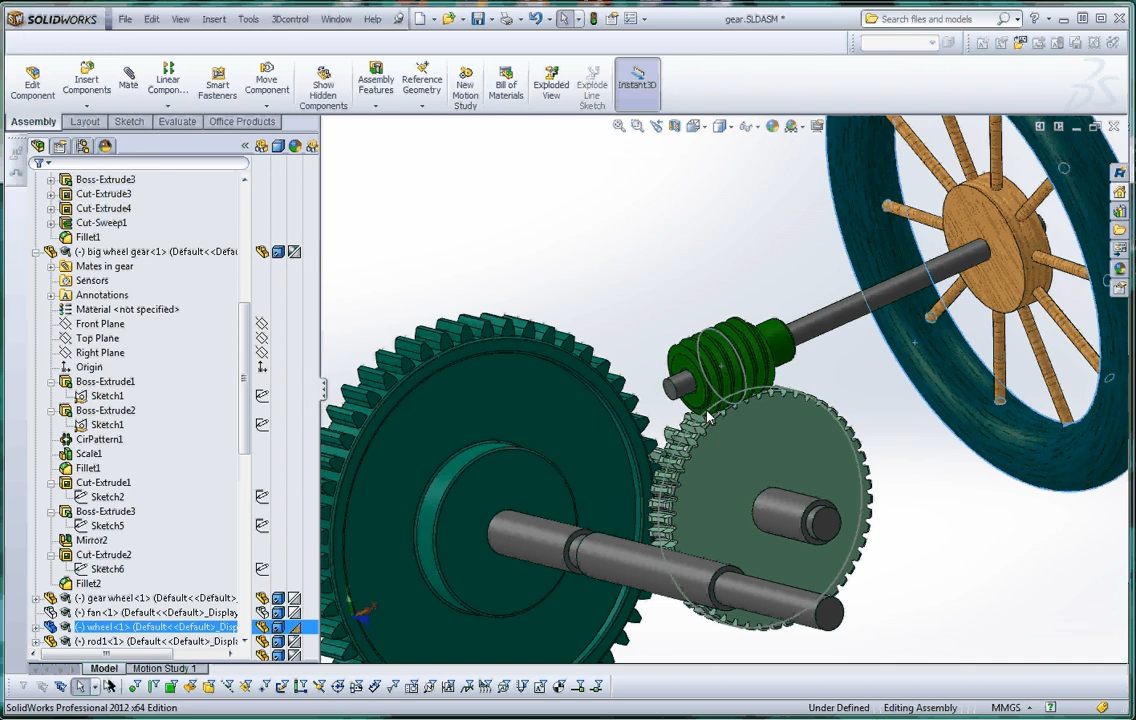 SOLIDWORKS File Edit View Insert Tools 3Dcontrol Window Help gear.SLDASM * Search files and models
Edit Component
Insert Components
Mate
Linear Compon...
Smart Fasteners
Move Component
Show Hidden Components
Assembly Features
Reference Geometry
New Motion Study
Bill of Materials
Exploded View
Explode Line Sketch
Instant3D
Assembly Layout Sketch Evaluate Office Products
Boss-Extrude3
Cut-Extrude3
Cut-Extrude4
Cut-Sweep1
Fillet1
(-) big wheel gear<1> (Default<<Defau
Mates in gear
Sensors
Annotations
Material <not specified>
Front Plane
Top Plane
Right Plane
Origin
Boss-Extrude1
Sketch1
Boss-Extrude2
Sketch1
CirPattern1
Scale1
Fillet1
Cut-Extrude1
Sketch2
Boss-Extrude3
Sketch5
Mirror2
Cut-Extrude2
Sketch6
Fillet2
(-) gear wheel<1> (Default<<Default>_
(-) fan<1> (Default<<Default>_Display
(-) wheel<1> (Default<<Default>_Disp
(-) rod1<1> (Default<<Default>_Displ
Model Motion Study 1
SolidWorks Professional 2012 x64 Edition Under Defined Editing Assembly MMGS